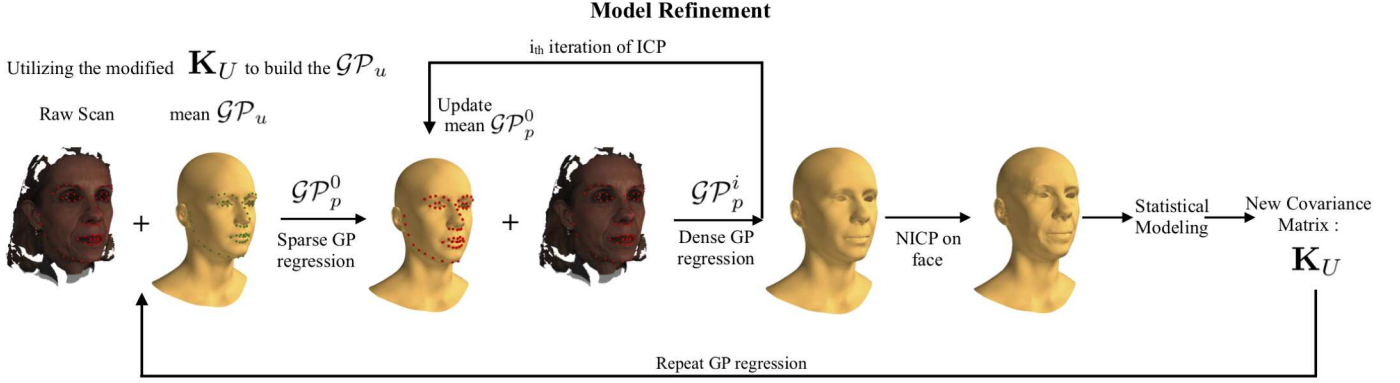 Model Refinement
i_th iteration of ICP
Utilizing the modified K_U to build the GP_u
Raw Scan
mean GP_u
Update
mean GP_p^0
GP_p^0
Sparse GP
regression
GP_p^i
Dense GP
regression
NICP on
face
Statistical
Modeling
New Covariance
Matrix :
K_U
+
+
Repeat GP regression